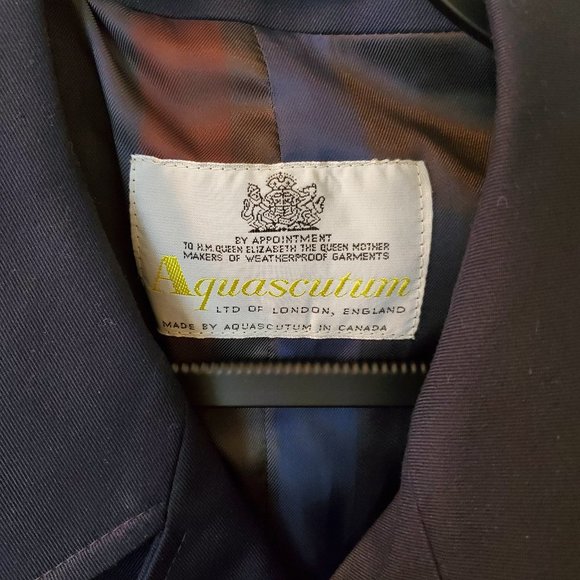 BY APPOINTMENT
TO H.M. QUEEN ELIZABETH THE QUEEN MOTHER
MAKERS OF WEATHERPROOF GARMENTS
Aquascutum
LTD OF LONDON, ENGLAND
MADE BY AQUASCUTUM IN CANADA